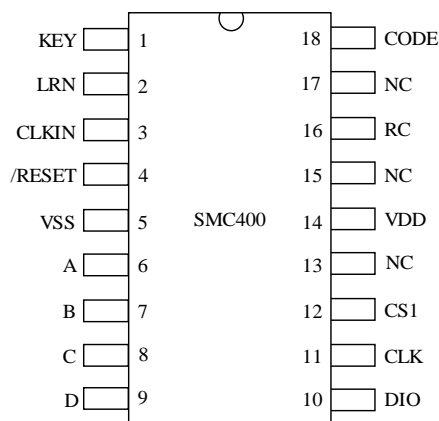 KEY 1 18 CODE
LRN 2 17 NC
CLKIN 3 16 RC
/RESET 4 15 NC
VSS 5 SMC400 14 VDD
A 6 13 NC
B 7 12 CS1
C 8 11 CLK
D 9 10 DIO